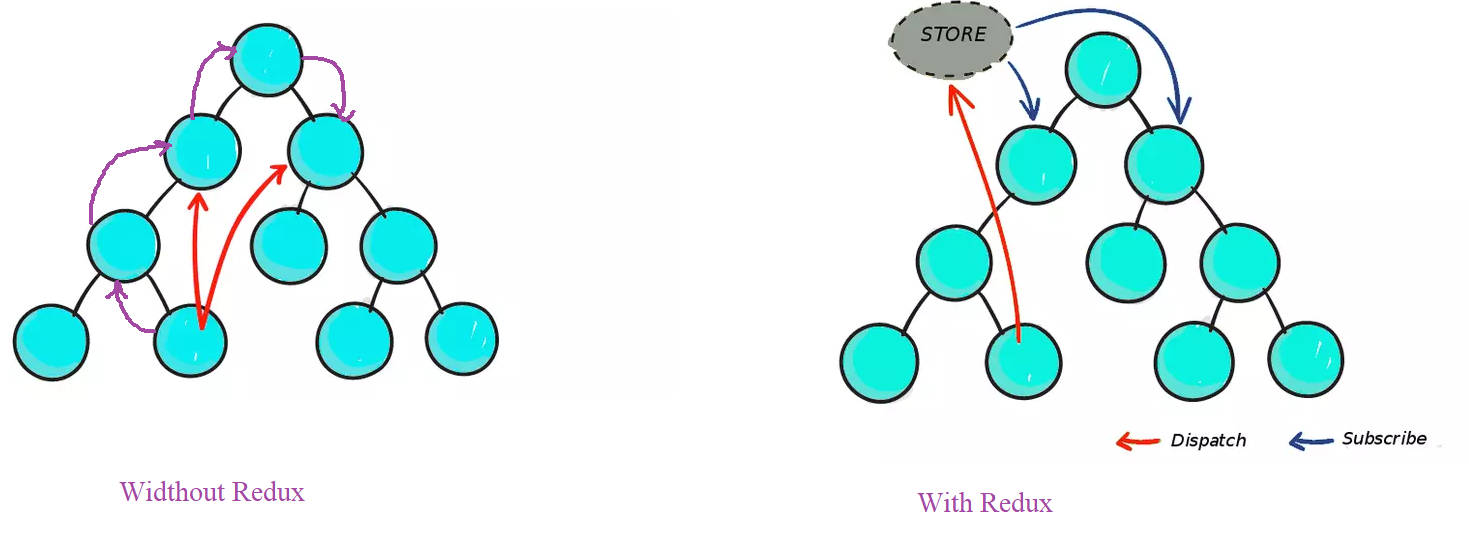 STORE
Dispatch
Subscribe
Widthout Redux
With Redux